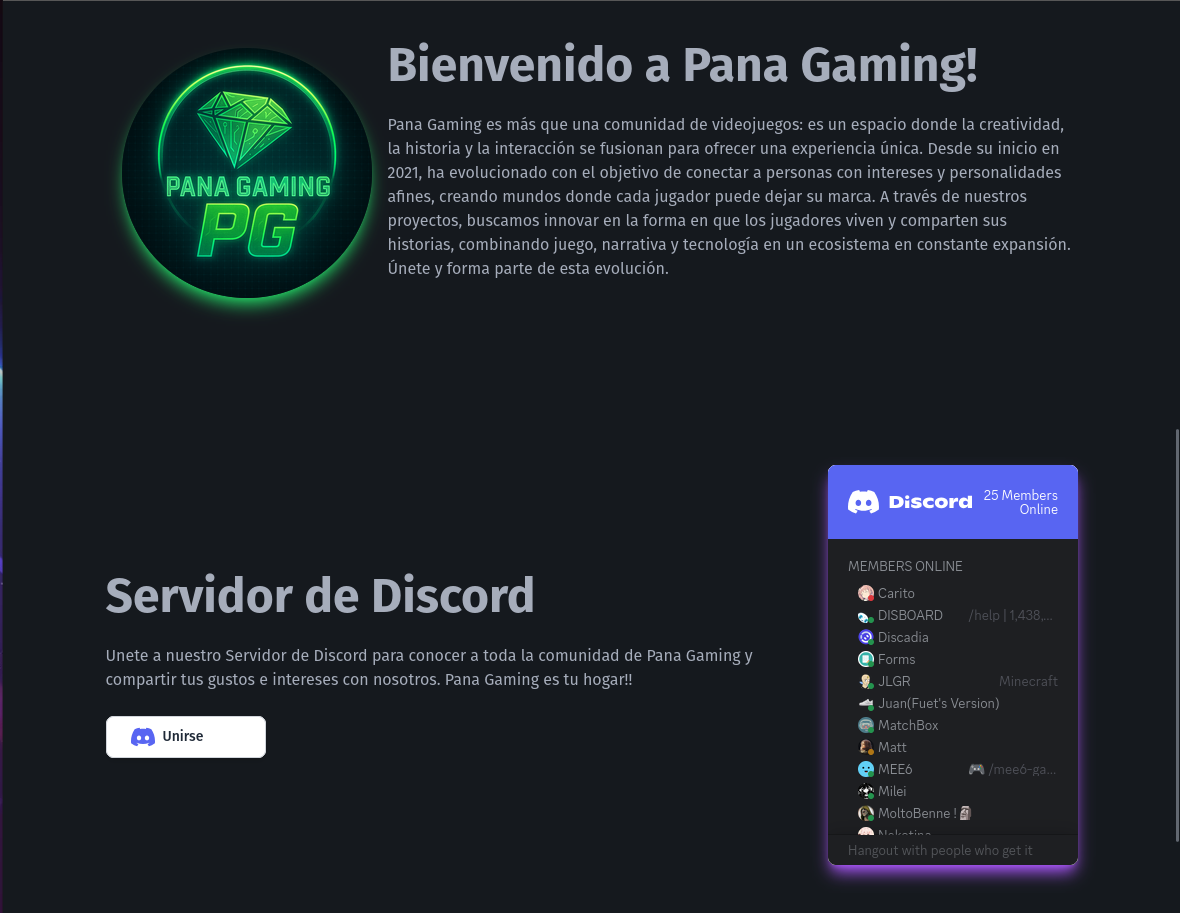 PANA GAMING
PG
Bienvenido a Pana Gaming!
Pana Gaming es más que una comunidad de videojuegos: es un espacio donde la creatividad,
la historia y la interacción se fusionan para ofrecer una experiencia única. Desde su inicio en
2021, ha evolucionado con el objetivo de conectar a personas con intereses y personalidades
afines, creando mundos donde cada jugador puede dejar su marca. A través de nuestros
proyectos, buscamos innovar en la forma en que los jugadores viven y comparten sus
historias, combinando juego, narrativa y tecnología en un ecosistema en constante expansión.
Únete y forma parte de esta evolución.
Servidor de Discord
Unete a nuestro Servidor de Discord para conocer a toda la comunidad de Pana Gaming y
compartir tus gustos e intereses con nosotros. Pana Gaming es tu hogar!!
Unirse
Discord
25 Members
Online
MEMBERS ONLINE
Carito
DISBOARD /help | 1,438,...
Discadia
Forms
JLGR Minecraft
Juan(Fuet's Version)
MatchBox
Matt
MEE6 🎮 /mee6-ga...
Milei
MoltoBenne ! 🗿
Hangout with people who get it